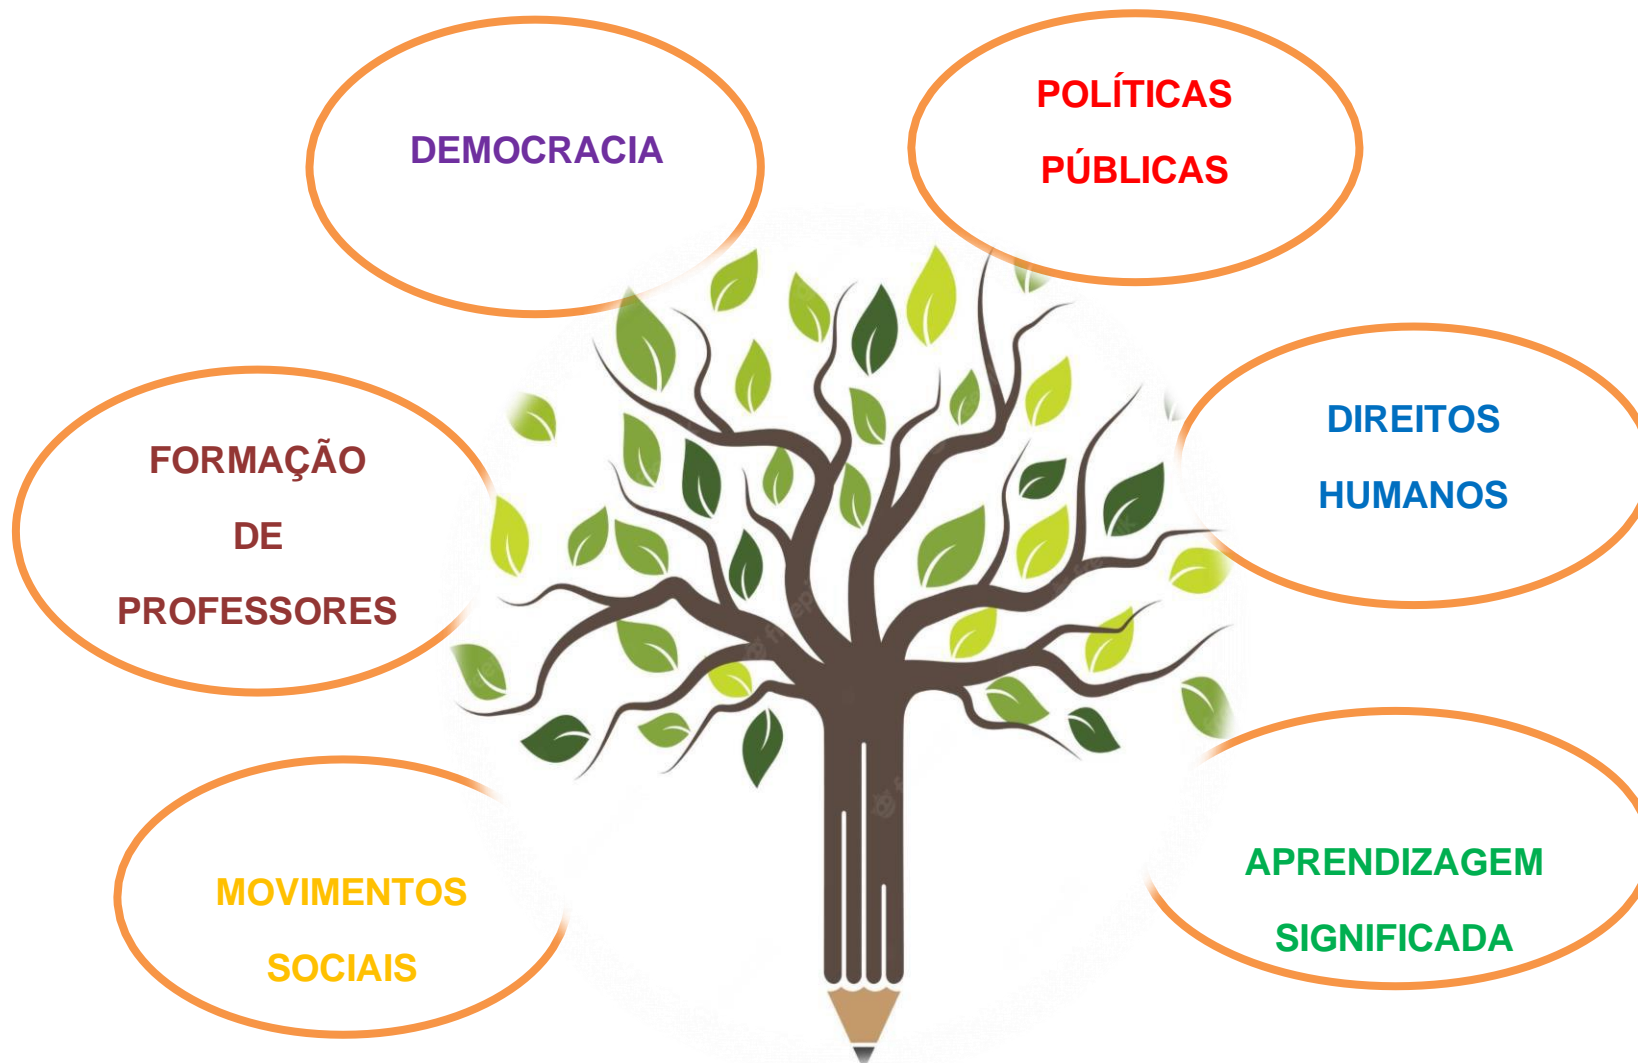 DEMOCRACIA
POLÍTICAS
PÚBLICAS
FORMAÇÃO
DE
PROFESSORES
DIREITOS
HUMANOS
MOVIMENTOS
SOCIAIS
APRENDIZAGEM
SIGNIFICADA